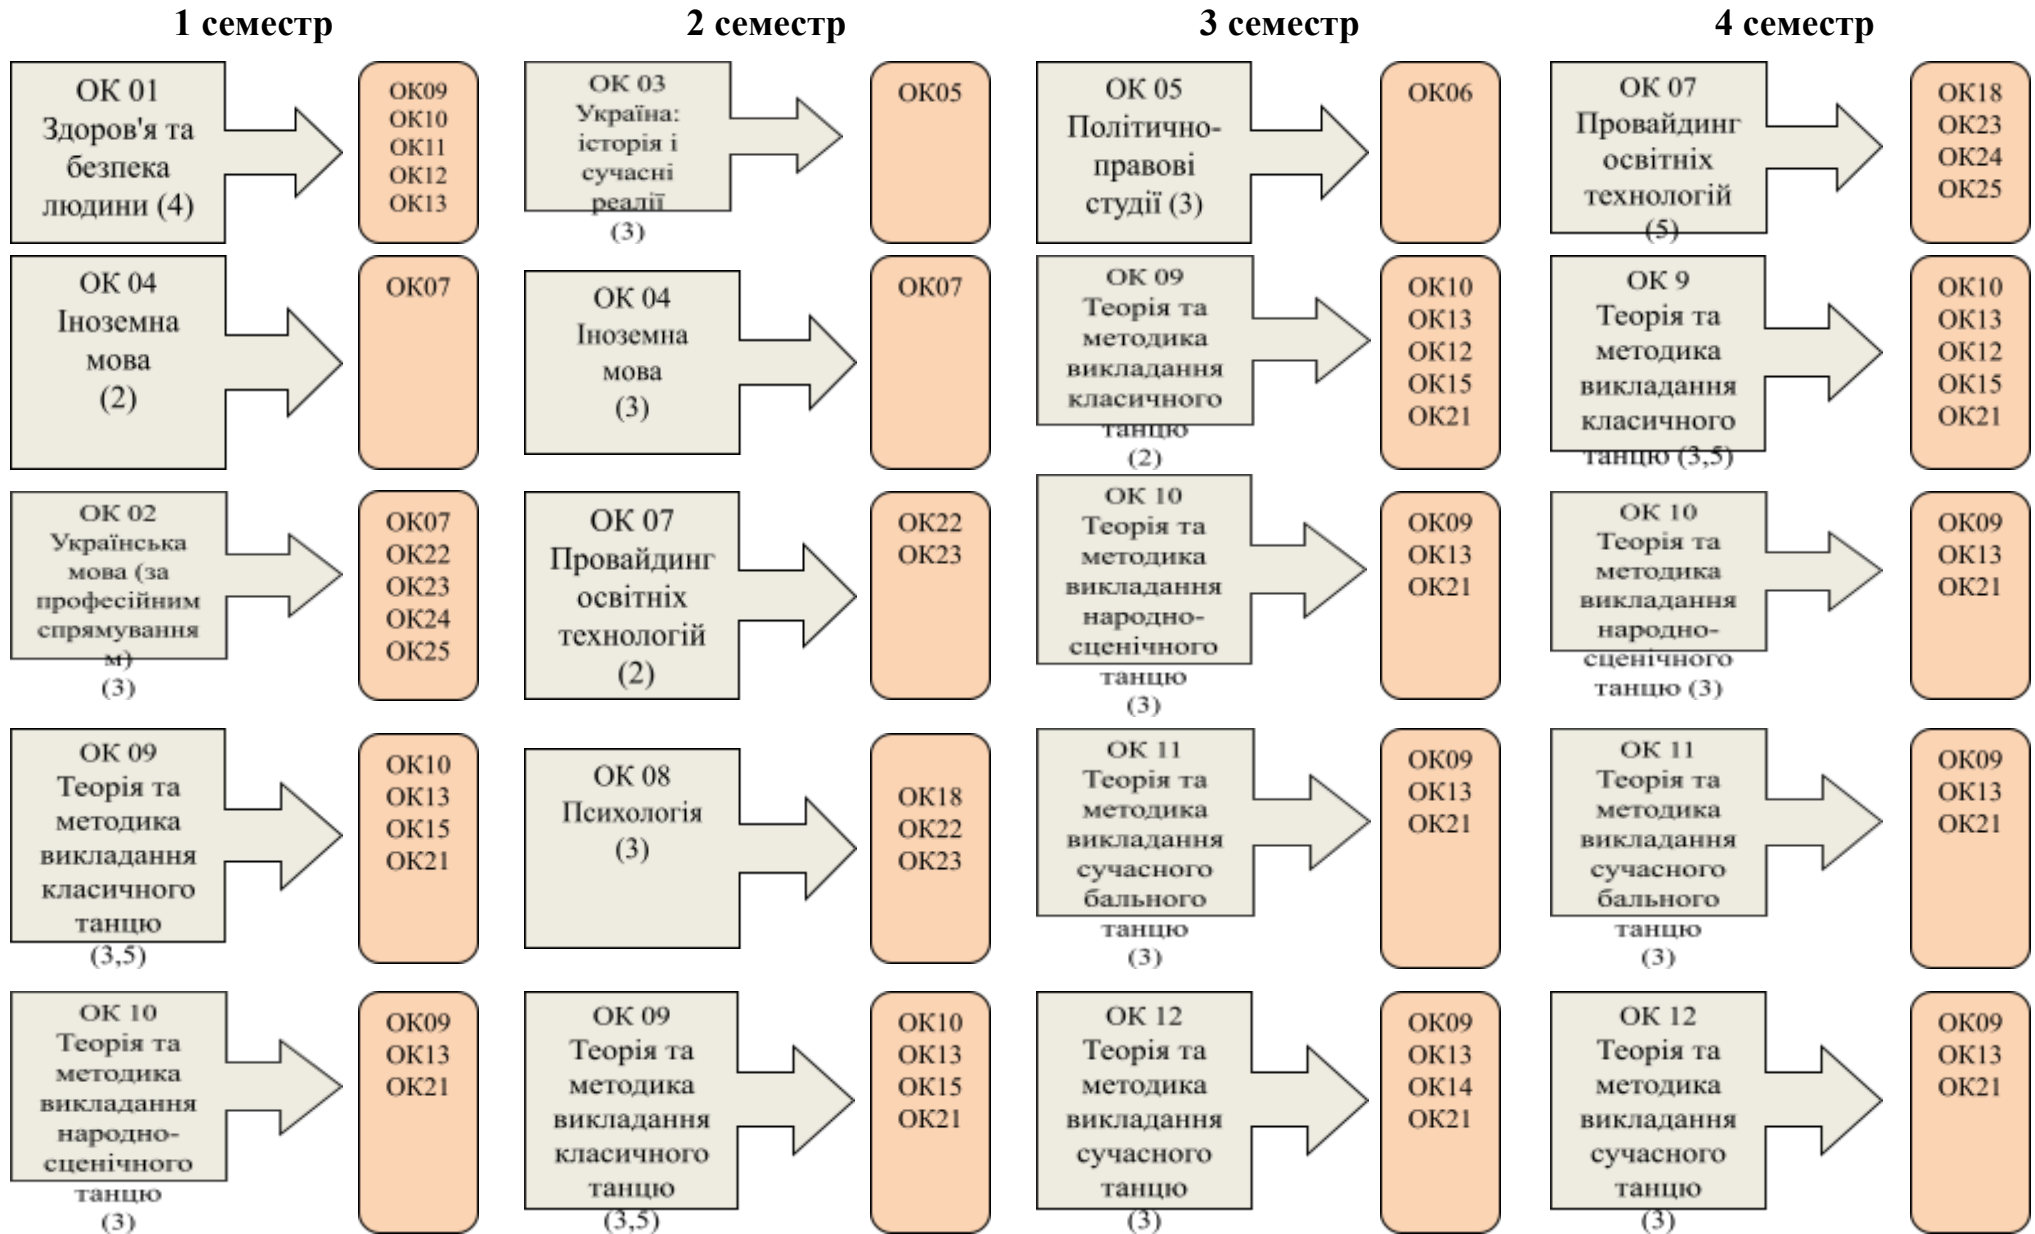 1 семестр
2 семестр
3 семестр
4 семестр
ОК 01
Здоров'я та
безпека
людини (4)
ОК09
ОК10
ОК11
ОК12
ОК13
ОК 03
Україна:
історія і
сучасні
реалії
(3)
ОК05
ОК 05
Політично-
правові
студії (3)
ОК06
ОК 07
Провайдинг
освітніх
технологій
(5)
ОК18
ОК23
ОК24
ОК25
ОК 04
Іноземна
мова
(2)
ОК07
ОК 04
Іноземна
мова
(3)
ОК07
ОК 09
Теорія та
методика
викладання
класичного
танцю
(2)
ОК10
ОК13
ОК12
ОК15
ОК21
ОК 9
Теорія та
методика
викладання
класичного
танцю (3,5)
ОК10
ОК13
ОК12
ОК15
ОК21
ОК 02
Українська
мова (за
професійним
спрямування
м)
(3)
ОК07
ОК22
ОК23
ОК24
ОК25
ОК 07
Провайдинг
освітніх
технологій
(2)
ОК22
ОК23
ОК 10
Теорія та
методика
викладання
народно-
сценічного
танцю
(3)
ОК09
ОК13
ОК21
ОК 10
Теорія та
методика
викладання
народно-
сценічного
танцю (3)
ОК09
ОК13
ОК21
ОК 09
Теорія та
методика
викладання
класичного
танцю
(3,5)
ОК10
ОК13
ОК15
ОК21
ОК 08
Психологія
(3)
ОК18
ОК22
ОК23
ОК 11
Теорія та
методика
викладання
сучасного
бального
танцю
(3)
ОК09
ОК13
ОК21
ОК 11
Теорія та
методика
викладання
сучасного
бального
танцю
(3)
ОК09
ОК13
ОК21
ОК 10
Теорія та
методика
викладання
народно-
сценічного
танцю
(3)
ОК09
ОК13
ОК21
ОК 09
Теорія та
методика
викладання
класичного
танцю
(3,5)
ОК10
ОК13
ОК15
ОК21
ОК 12
Теорія та
методика
викладання
сучасного
танцю
(3)
ОК09
ОК13
ОК14
ОК21
ОК 12
Теорія та
методика
викладання
сучасного
танцю
(3)
ОК09
ОК13
ОК21